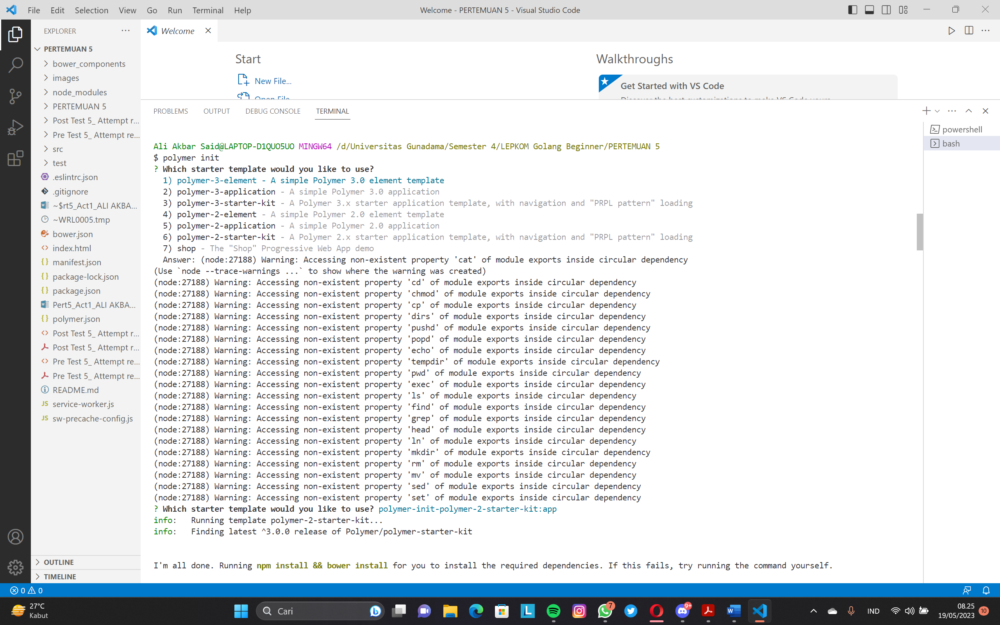 File Edit Selection View Go Run Terminal Help
Welcome - PERTEMUAN 5 - Visual Studio Code
EXPLORER
PERTEMUAN 5
bower_components
images
node_modules
PERTEMUAN 5
Post Test 5_ Attempt r...
Pre Test 5_ Attempt re...
src
test
.eslintrc.json
.gitignore
~$rt5_Act1_ALI AKBA...
~WRL0005.tmp
bower.json
index.html
manifest.json
package-lock.json
package.json
Pert5_Act1_ALI AKBA...
polymer.json
Post Test 5_ Attempt r...
Post Test 5_ Attempt r...
Pre Test 5_ Attempt re...
Pre Test 5_ Attempt re...
README.md
service-worker.js
sw-precache-config.js
OUTLINE
TIMELINE
Welcome
Start
New File...
Open File
Walkthroughs
Get Started with VS Code
Discover the best customizations to make VS Code yours
PROBLEMS OUTPUT DEBUG CONSOLE TERMINAL
powershell
bash
Ali Akbar Said@LAPTOP-D1QUO5UO MINGW64 /d/Universitas Gunadama/Semester 4/LEPKOM Golang Beginner/PERTEMUAN 5
$ polymer init
? Which starter template would you like to use?
1) polymer-3-element - A simple Polymer 3.0 element template
2) polymer-3-application - A simple Polymer 3.0 application
3) polymer-3-starter-kit - A Polymer 3.x starter application template, with navigation and "PRPL pattern" loading
4) polymer-2-element - A simple Polymer 2.0 element template
5) polymer-2-application - A simple Polymer 2.0 application
6) polymer-2-starter-kit - A Polymer 2.x starter application template, with navigation and "PRPL pattern" loading
7) shop - The "Shop" Progressive Web App demo
Answer: (node:27188) Warning: Accessing non-existent property 'cat' of module exports inside circular dependency
(Use `node --trace-warnings ...` to show where the warning was created)
(node:27188) Warning: Accessing non-existent property 'cd' of module exports inside circular dependency
(node:27188) Warning: Accessing non-existent property 'chmod' of module exports inside circular dependency
(node:27188) Warning: Accessing non-existent property 'cp' of module exports inside circular dependency
(node:27188) Warning: Accessing non-existent property 'dirs' of module exports inside circular dependency
(node:27188) Warning: Accessing non-existent property 'pushd' of module exports inside circular dependency
(node:27188) Warning: Accessing non-existent property 'popd' of module exports inside circular dependency
(node:27188) Warning: Accessing non-existent property 'echo' of module exports inside circular dependency
(node:27188) Warning: Accessing non-existent property 'tempdir' of module exports inside circular dependency
(node:27188) Warning: Accessing non-existent property 'pwd' of module exports inside circular dependency
(node:27188) Warning: Accessing non-existent property 'exec' of module exports inside circular dependency
(node:27188) Warning: Accessing non-existent property 'ls' of module exports inside circular dependency
(node:27188) Warning: Accessing non-existent property 'find' of module exports inside circular dependency
(node:27188) Warning: Accessing non-existent property 'grep' of module exports inside circular dependency
(node:27188) Warning: Accessing non-existent property 'head' of module exports inside circular dependency
(node:27188) Warning: Accessing non-existent property 'ln' of module exports inside circular dependency
(node:27188) Warning: Accessing non-existent property 'mkdir' of module exports inside circular dependency
(node:27188) Warning: Accessing non-existent property 'rm' of module exports inside circular dependency
(node:27188) Warning: Accessing non-existent property 'mv' of module exports inside circular dependency
(node:27188) Warning: Accessing non-existent property 'sed' of module exports inside circular dependency
(node:27188) Warning: Accessing non-existent property 'set' of module exports inside circular dependency
? Which starter template would you like to use? polymer-init-polymer-2-starter-kit:app
info: Running template polymer-2-starter-kit...
info: Finding latest ^3.0.0 release of Polymer/polymer-starter-kit
I'm all done. Running npm install && bower install for you to install the required dependencies. If this fails, try running the command yourself.
0 0
27°C
Kabut
Cari
7
9+
IND
08.25
19/05/2023
10